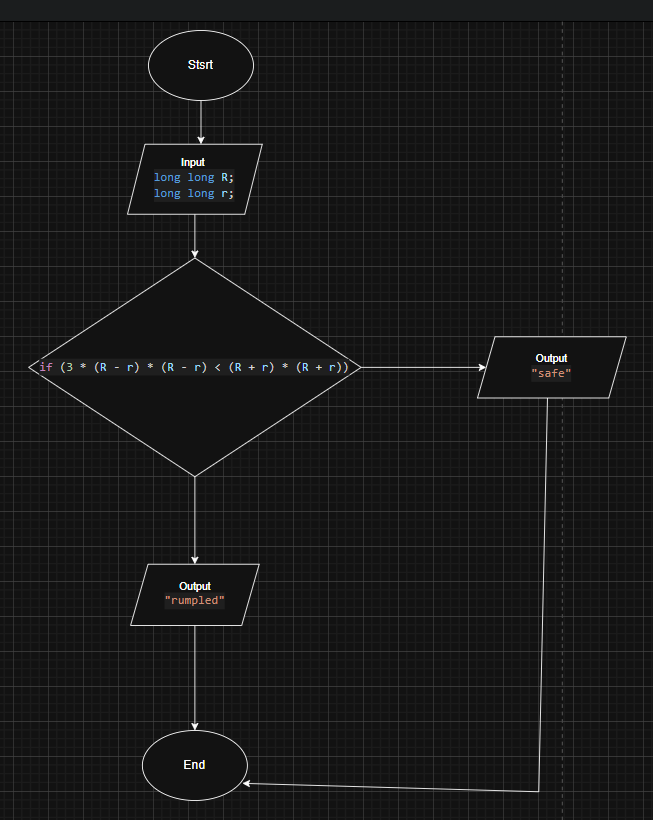 Stsrt
Input
long long R;
long long r;
if (3 * (R - r) * (R - r) < (R + r) * (R + r))
Output
"safe"
Output
"rumpled"
End